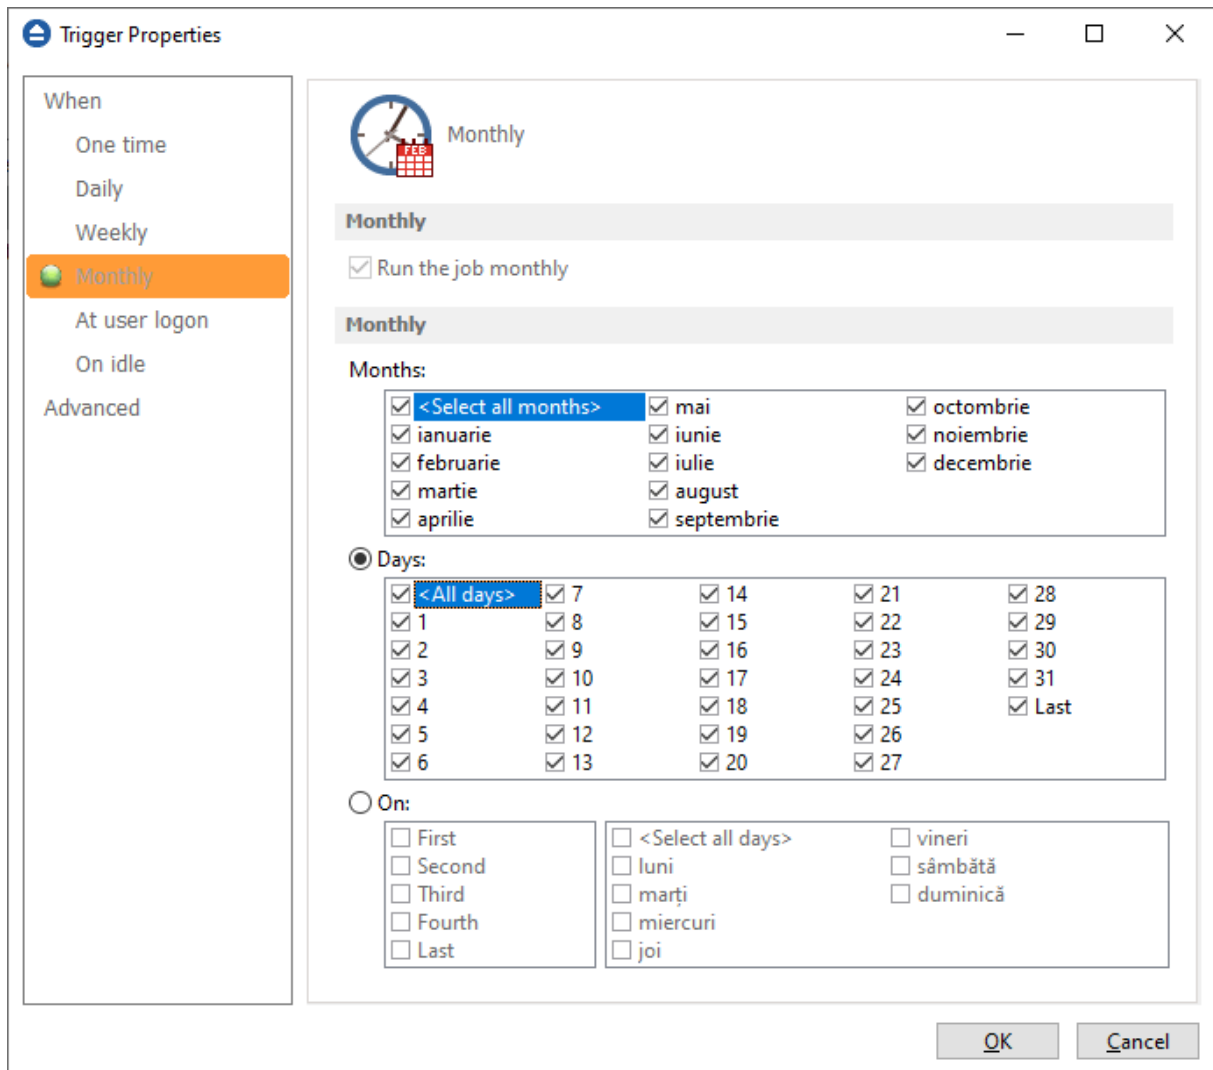 Trigger Properties
When
One time
Daily
Weekly
Monthly
At user logon
On idle
Advanced
FEB
Monthly
Monthly
Run the job monthly
Monthly
Months:
<Select all months> mai octombrie
ianuarie iunie noiembrie
februarie iulie decembrie
martie august
aprilie septembrie
Days:
<All days> 7 14 21 28
1 8 15 22 29
2 9 16 23 30
3 10 17 24 31
4 11 18 25 Last
5 12 19 26
6 13 20 27
On:
First <Select all days> vineri
Second luni sâmbătă
Third marți duminică
Fourth miercuri
Last joi
OK Cancel